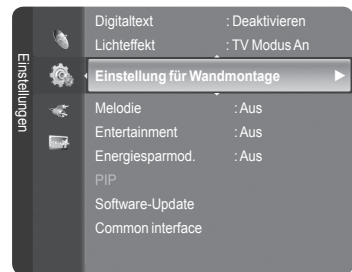 Einstellungen
Digitaltext : Deaktivieren
Lichteffekt : TV Modus An
Einstellung für Wandmontage
Melodie : Aus
Entertainment : Aus
Energiesparmod. : Aus
PIP
Software-Update
Common interface